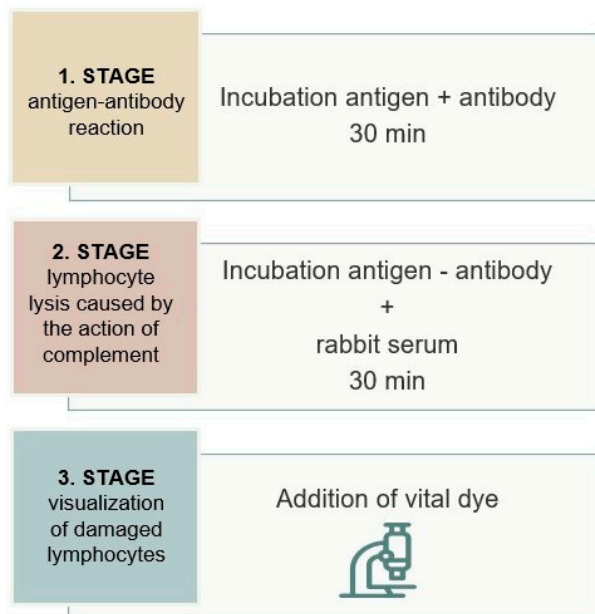 1. STAGE
antigen-antibody
reaction
Incubation antigen + antibody
30 min
2. STAGE
lymphocyte
lysis caused by
the action of
complement
Incubation antigen - antibody
+
rabbit serum
30 min
3. STAGE
visualization
of damaged
lymphocytes
Addition of vital dye